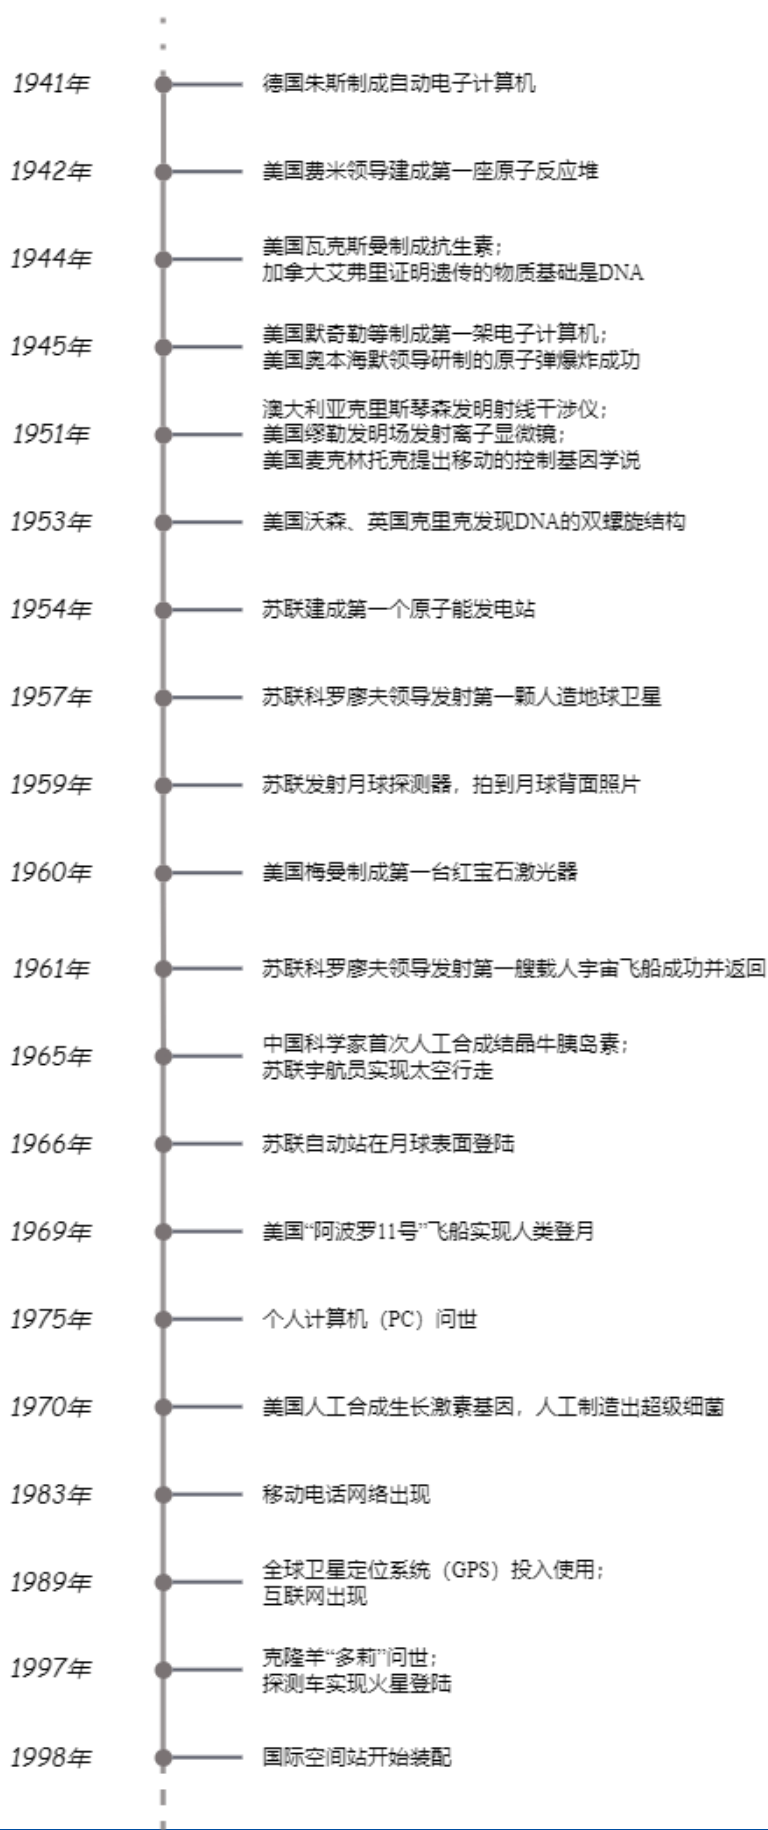 1941年 德国朱斯制成自动电子计算机
1942年 美国费米领导建成第一座原子反应堆
1944年 美国瓦克斯曼制成抗生素；
加拿大艾弗里证明遗传的物质基础是DNA
1945年 美国默奇勒等制成第一架电子计算机；
美国奥本海默领导研制的原子弹爆炸成功
1951年 澳大利亚克里斯琴森发明射线干涉仪；
美国缪勒发明场发射离子显微镜；
美国麦克林托克提出移动的控制基因学说
1953年 美国沃森、英国克里克发现DNA的双螺旋结构
1954年 苏联建成第一个原子能发电站
1957年 苏联科罗廖夫领导发射第一颗人造地球卫星
1959年 苏联发射月球探测器，拍到月球背面照片
1960年 美国梅曼制成第一台红宝石激光器
1961年 苏联科罗廖夫领导发射第一艘载人宇宙飞船成功并返回
1965年 中国科学家首次人工合成结晶牛胰岛素；
苏联宇航员实现太空行走
1966年 苏联自动站在月球表面登陆
1969年 美国“阿波罗11号”飞船实现人类登月
1975年 个人计算机（PC）问世
1970年 美国人工合成生长激素基因，人工制造出超级细菌
1983年 移动电话网络出现
1989年 全球卫星定位系统（GPS）投入使用；
互联网出现
1997年 克隆羊“多莉”问世；
探测车实现火星登陆
1998年 国际空间站开始装配